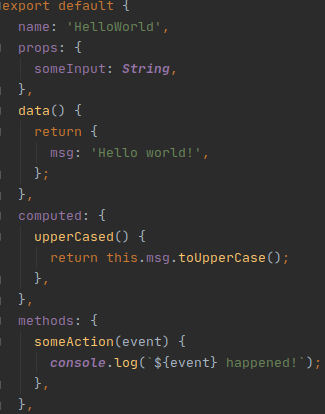 export default {
name: 'HelloWorld',
props: {
someInput: String,
},
data() {
return {
msg: 'Hello world!',
};
},
computed: {
upperCased() {
return this.msg.toUpperCase();
},
},
methods: {
someAction(event) {
console.log(`${event} happened!`);
},
},